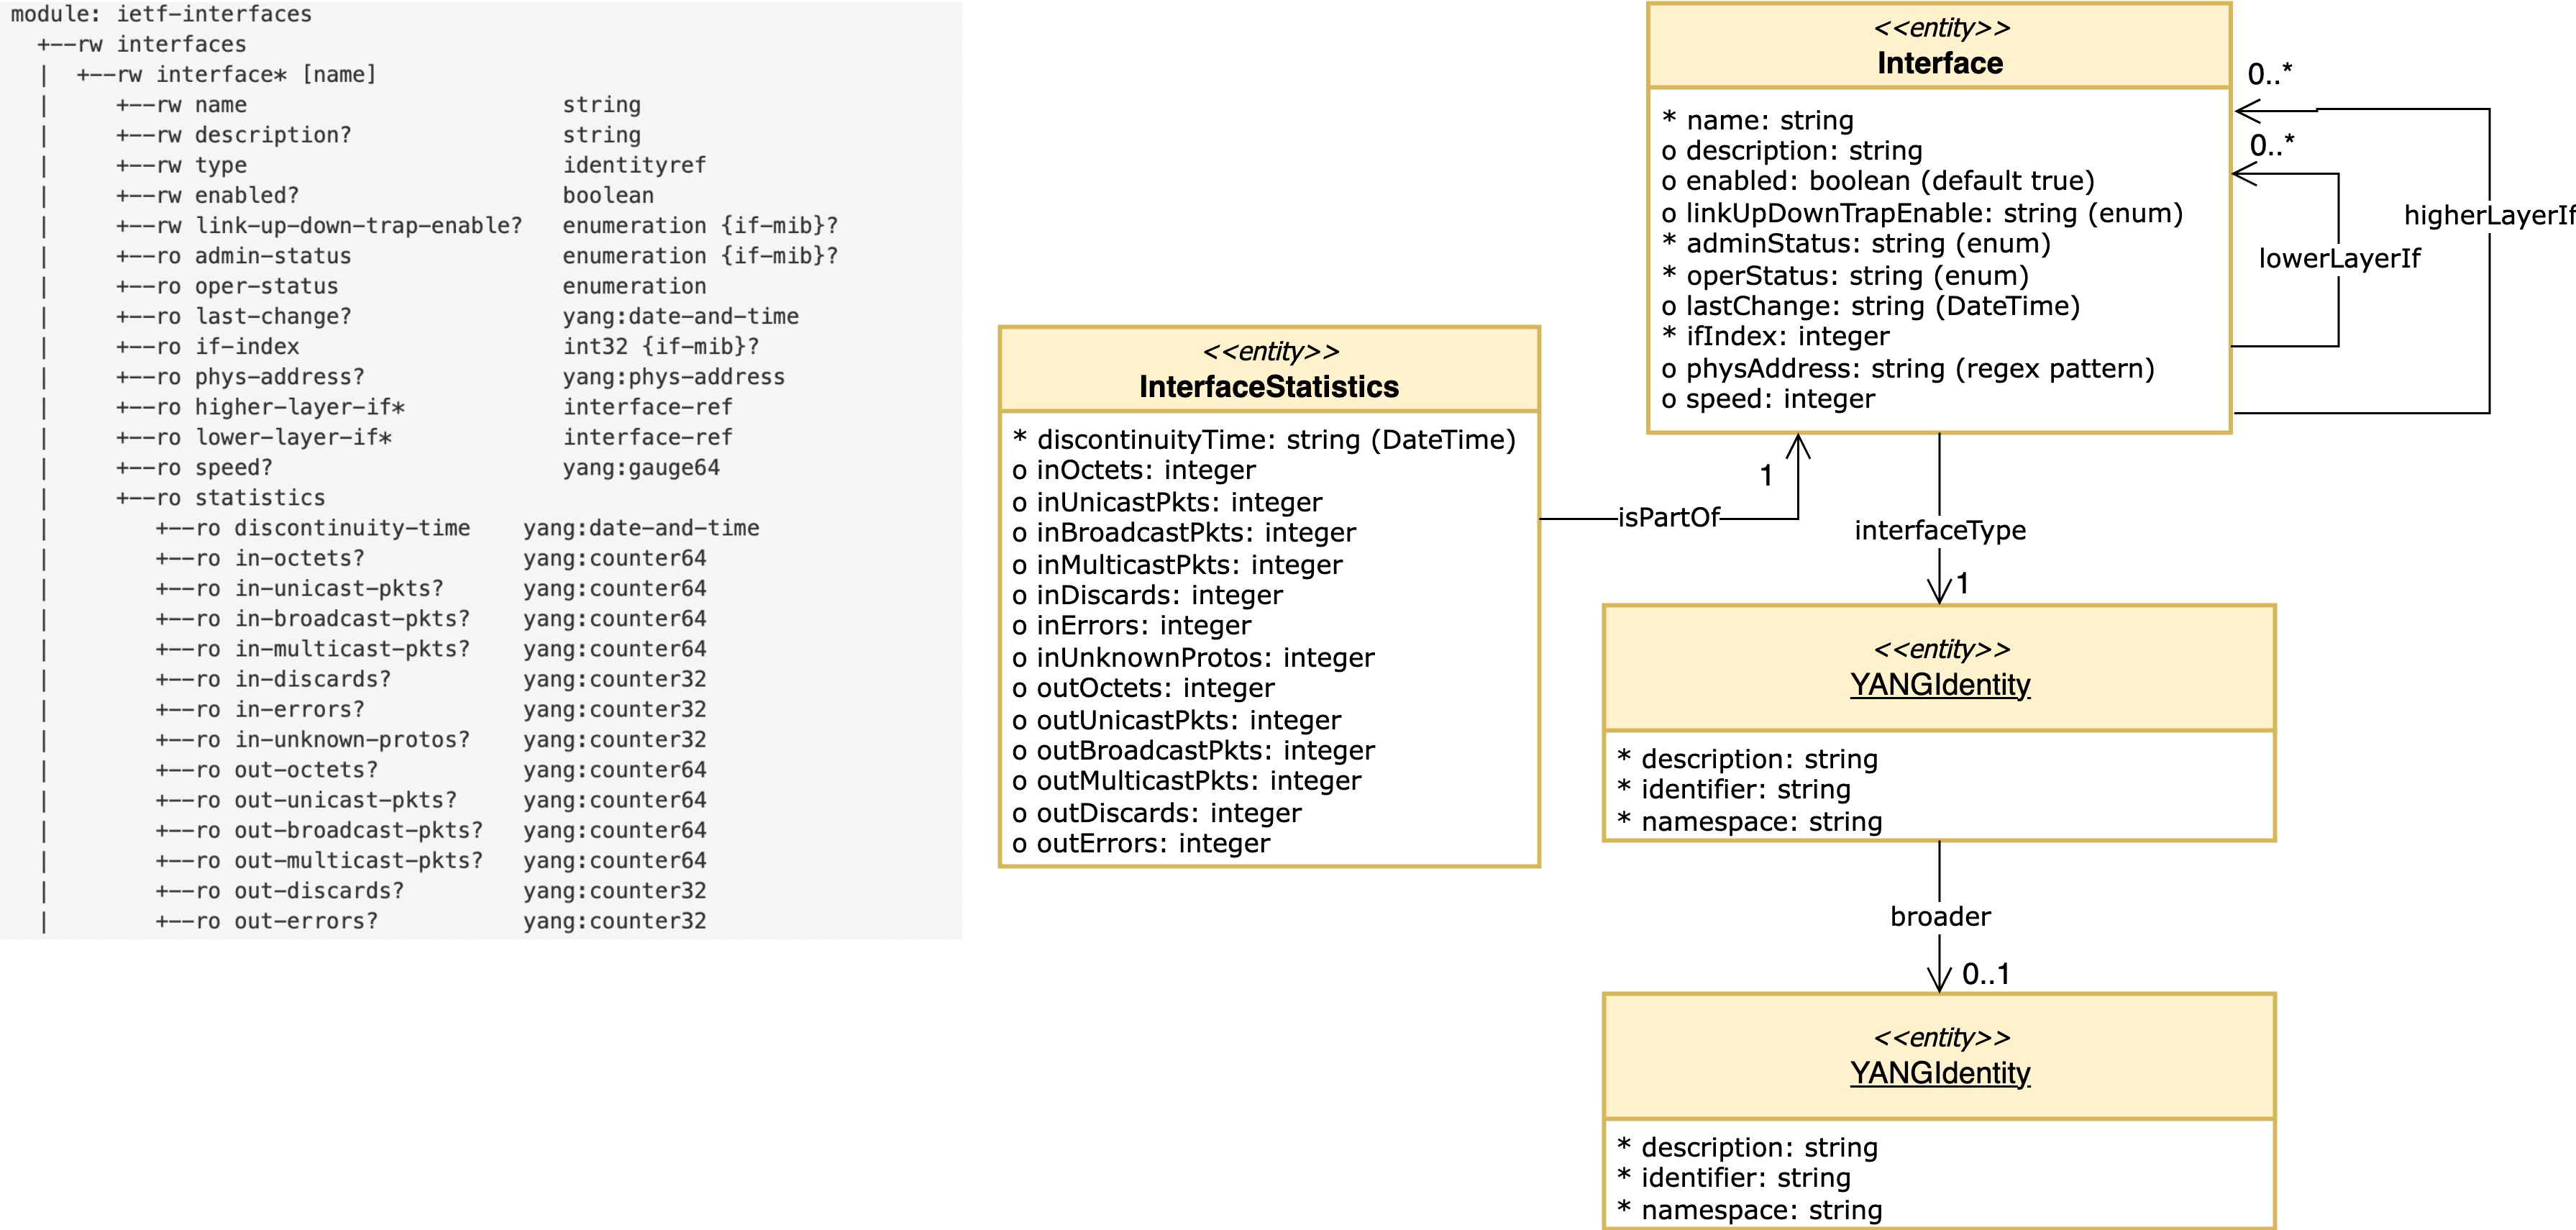 module: ietf-interfaces
+--rw interfaces
| +--rw interface* [name]
| +--rw name string
| +--rw description? string
| +--rw type identityref
| +--rw enabled? boolean
| +--rw link-up-down-trap-enable? enumeration {if-mib}?
| +--ro admin-status enumeration {if-mib}?
| +--ro oper-status enumeration
| +--ro last-change? yang:date-and-time
| +--ro if-index int32 {if-mib}?
| +--ro phys-address? yang:phys-address
| +--ro higher-layer-if* interface-ref
| +--ro lower-layer-if* interface-ref
| +--ro speed? yang:gauge64
| +--ro statistics
| +--ro discontinuity-time yang:date-and-time
| +--ro in-octets? yang:counter64
| +--ro in-unicast-pkts? yang:counter64
| +--ro in-broadcast-pkts? yang:counter64
| +--ro in-multicast-pkts? yang:counter64
| +--ro in-discards? yang:counter32
| +--ro in-errors? yang:counter32
| +--ro in-unknown-protos? yang:counter32
| +--ro out-octets? yang:counter64
| +--ro out-unicast-pkts? yang:counter64
| +--ro out-broadcast-pkts? yang:counter64
| +--ro out-multicast-pkts? yang:counter64
| +--ro out-discards? yang:counter32
| +--ro out-errors? yang:counter32
<<entity>>
InterfaceStatistics
* discontinuityTime: string (DateTime)
o inOctets: integer
o inUnicastPkts: integer
o inBroadcastPkts: integer
o inMulticastPkts: integer
o inDiscards: integer
o inErrors: integer
o inUnknownProtos: integer
o outOctets: integer
o outUnicastPkts: integer
o outBroadcastPkts: integer
o outMulticastPkts: integer
o outDiscards: integer
o outErrors: integer
isPartOf
1
<<entity>>
Interface
* name: string
o description: string
o enabled: boolean (default true)
o linkUpDownTrapEnable: string (enum)
* adminStatus: string (enum)
* operStatus: string (enum)
o lastChange: string (DateTime)
* ifIndex: integer
o physAddress: string (regex pattern)
o speed: integer
0..*
0..*
higherLayerIf
lowerLayerIf
interfaceType
1
<<entity>>
YANGIdentity
* description: string
* identifier: string
* namespace: string
broader
0..1
<<entity>>
YANGIdentity
* description: string
* identifier: string
* namespace: string